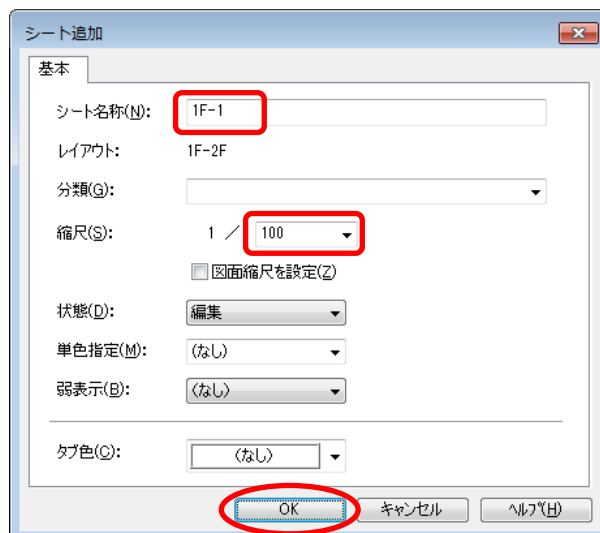 シート追加
基本
シート名称(N): 1F-1
レイアウト: 1F-2F
分類(G):
縮尺(S): 1 ／ 100
図面縮尺を設定(Z)
状態(D): 編集
単色指定(M): (なし)
弱表示(B): (なし)
タブ色(C): (なし)
OK キャンセル ヘルプ(H)